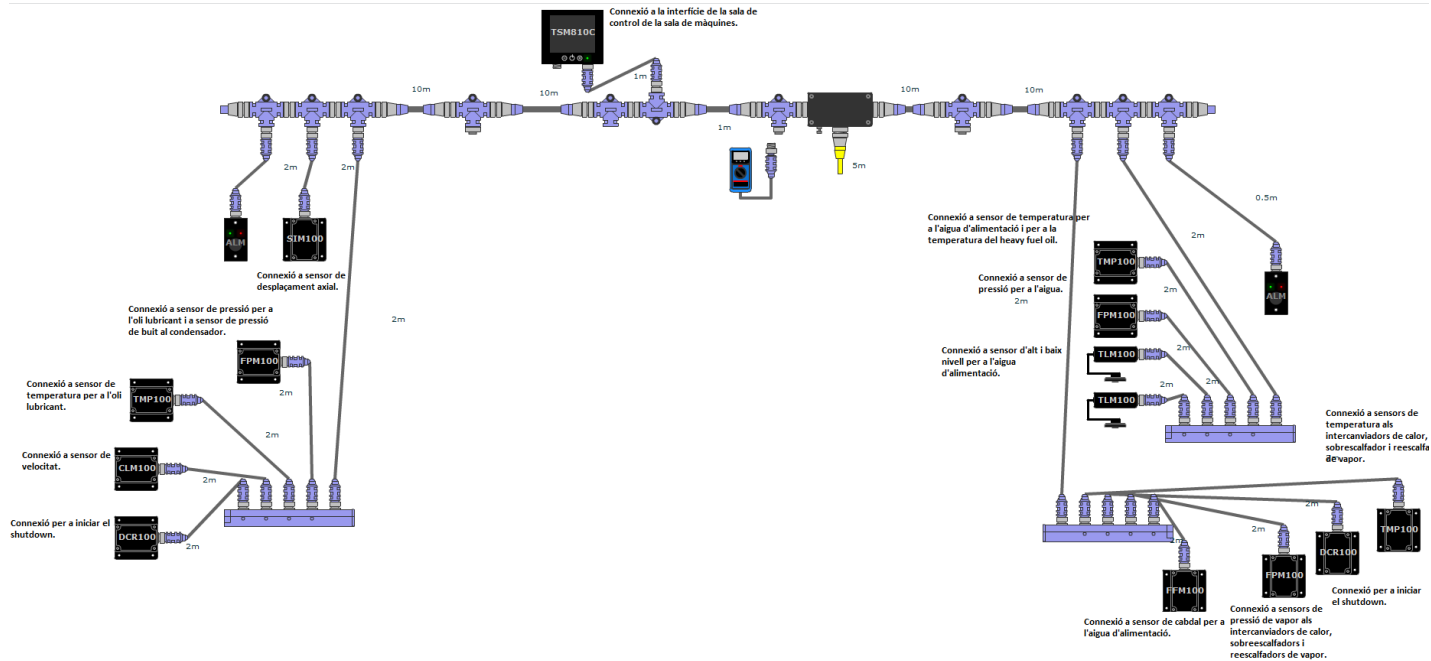 Connexió a la interfície de la sala de
control de la sala de màquines.
TSM810C
1m
10m
10m
1m
10m
10m
5m
2m
2m
ALM
SIM100
Connexió a sensor de
desplaçament axial.
Connexió a sensor de pressió per a
l'oli lubricant i a sensor de pressió
de buit al condensador.
2m
FPM100
2m
Connexió a sensor de
temperatura per a l'oli
lubricant.
TMP100
2m
Connexió a sensor de
velocitat.
CLM100
2m
Connexió per a iniciar el
shutdown.
DCR100
2m
Connexió a sensor de temperatura per
a l'aigua d'alimentació i per a la
temperatura del heavy fuel oil.
TMP100
2m
0.5m
ALM
Connexió a sensor de
pressió per a l'aigua.
2m
FPM100
2m
Connexió a sensor d'alt i baix
nivell per a l'aigua
d'alimentació.
TLM100
2m
TLM100
2m
Connexió a sensors de
temperatura als
intercanviadors de calor,
sobrescalfador i reescalfa
de vapor.
TMP100
2m
DCR100
2m
FPM100
2m
FFM100
Connexió per a iniciar
el shutdown.
Connexió a sensor de cabdal per a
l'aigua d'alimentació.
Connexió a sensors de
pressió de vapor als
intercanviadors de calor,
sobreescalfadors i
reescalfadors de vapor.